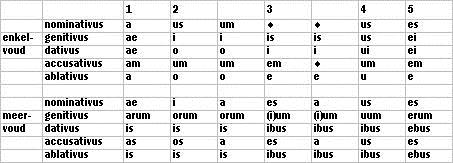 1 2 3 4 5
nominativus a us um ♦ ♦ us es
enkel- genitivus ae i i is is us ei
voud dativus ae o o i i ui ei
accusativus am um um em ♦ um em
ablativus a o o e e u e
nominativus ae i a es a us es
meer- genitivus arum orum orum (i)um (i)um uum erum
voud dativus is is is ibus ibus ibus ebus
accusativus as os a es a us es
ablativus is is is ibus ibus ibus ebus